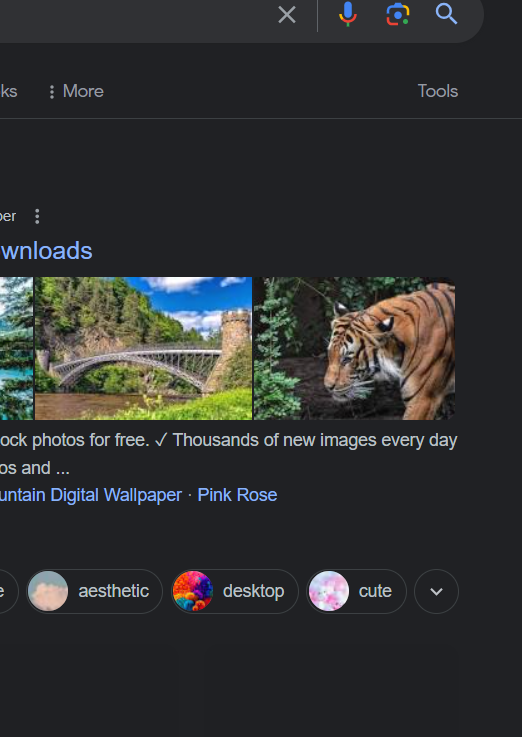 ks
More
Tools
per
wnloads
ock photos for free. ✓ Thousands of new images every day
os and ...
untain Digital Wallpaper · Pink Rose
e
aesthetic
desktop
cute